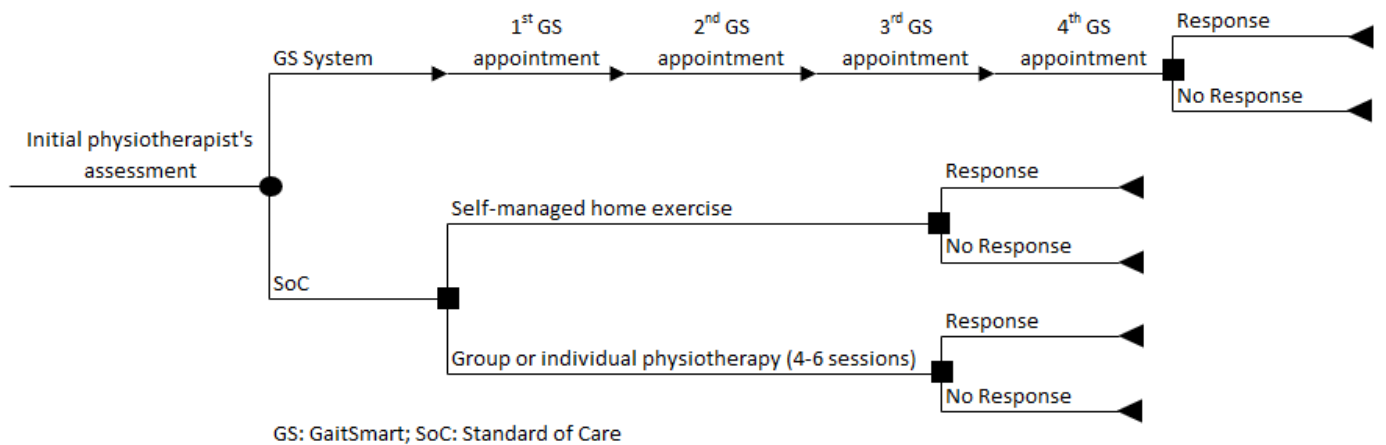 1st GS
appointment
2nd GS
appointment
3rd GS
appointment
4th GS
appointment
Response
GS System
No Response
Initial physiotherapist's
assessment
Response
Self-managed home exercise
No Response
SoC
Response
Group or individual physiotherapy (4-6 sessions)
No Response
GS: GaitSmart; SoC: Standard of Care